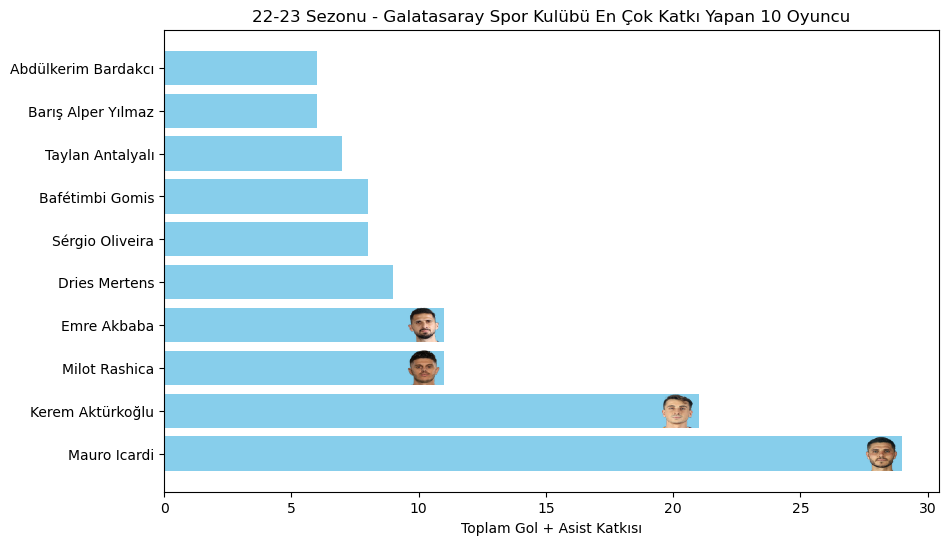 22-23 Sezonu - Galatasaray Spor Kulübü En Çok Katkı Yapan 10 Oyuncu
Abdülkerim Bardakcı
Barış Alper Yılmaz
Taylan Antalyalı
Bafétimbi Gomis
Sérgio Oliveira
Dries Mertens
Emre Akbaba
Milot Rashica
Kerem Aktürkoğlu
Mauro Icardi
0 5 10 15 20 25 30
Toplam Gol + Asist Katkısı